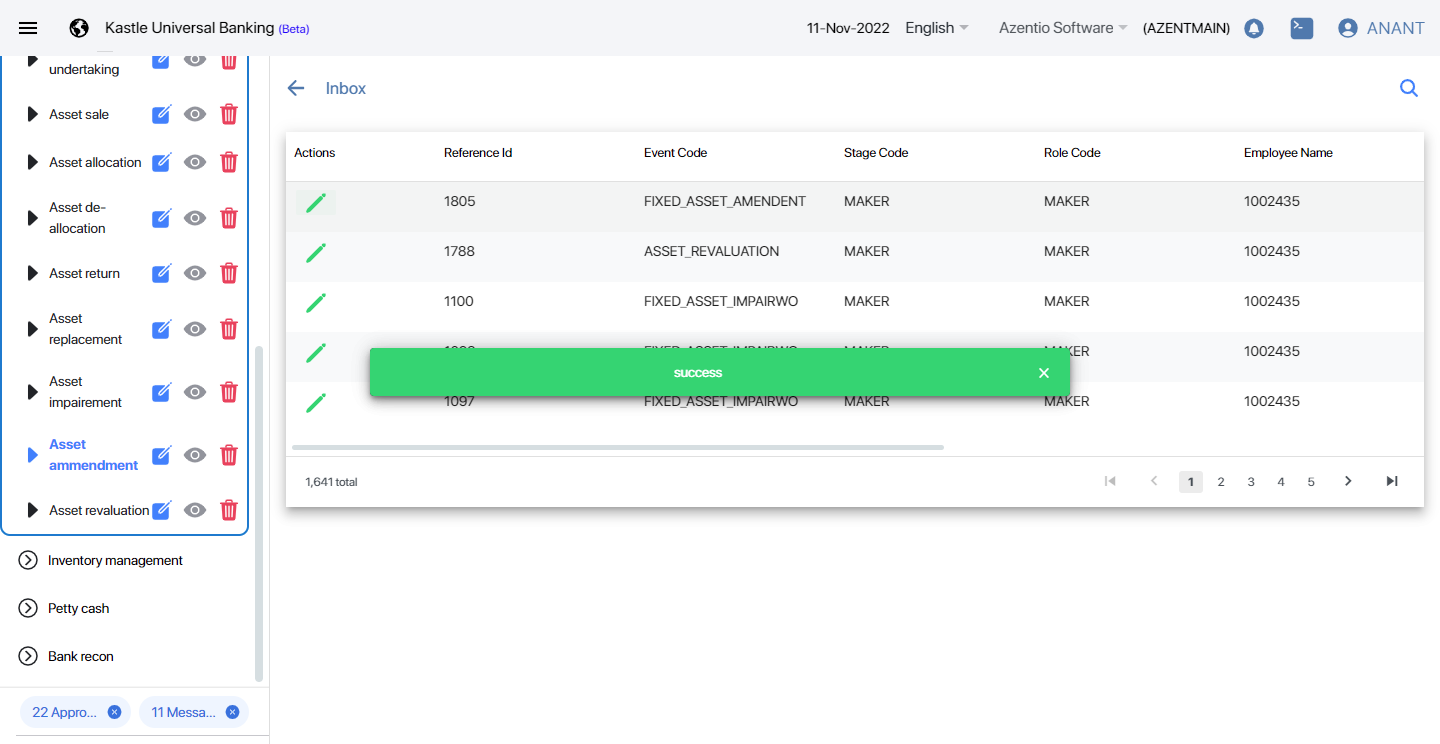 Kastle Universal Banking (Beta)
11-Nov-2022
English
Azentio Software
(AZENTMAIN)
ANANT
undertaking
Asset sale
Asset allocation
Asset de-
allocation
Asset return
Asset
replacement
Asset
impairement
Asset
ammendment
Asset revaluation
Inventory management
Petty cash
Bank recon
22 Appro...
11 Messa...
Inbox
Actions Reference Id Event Code Stage Code Role Code Employee Name
1805 FIXED_ASSET_AMENDENT MAKER MAKER 1002435
1788 ASSET_REVALUATION MAKER MAKER 1002435
1100 FIXED_ASSET_IMPAIRWO MAKER MAKER 1002435
FIXED_ASSET_IMPAIRWO MAKER MAKER 1002435
success
1097 FIXED_ASSET_IMPAIRWO MAKER MAKER 1002435
1,641 total
1 2 3 4 5